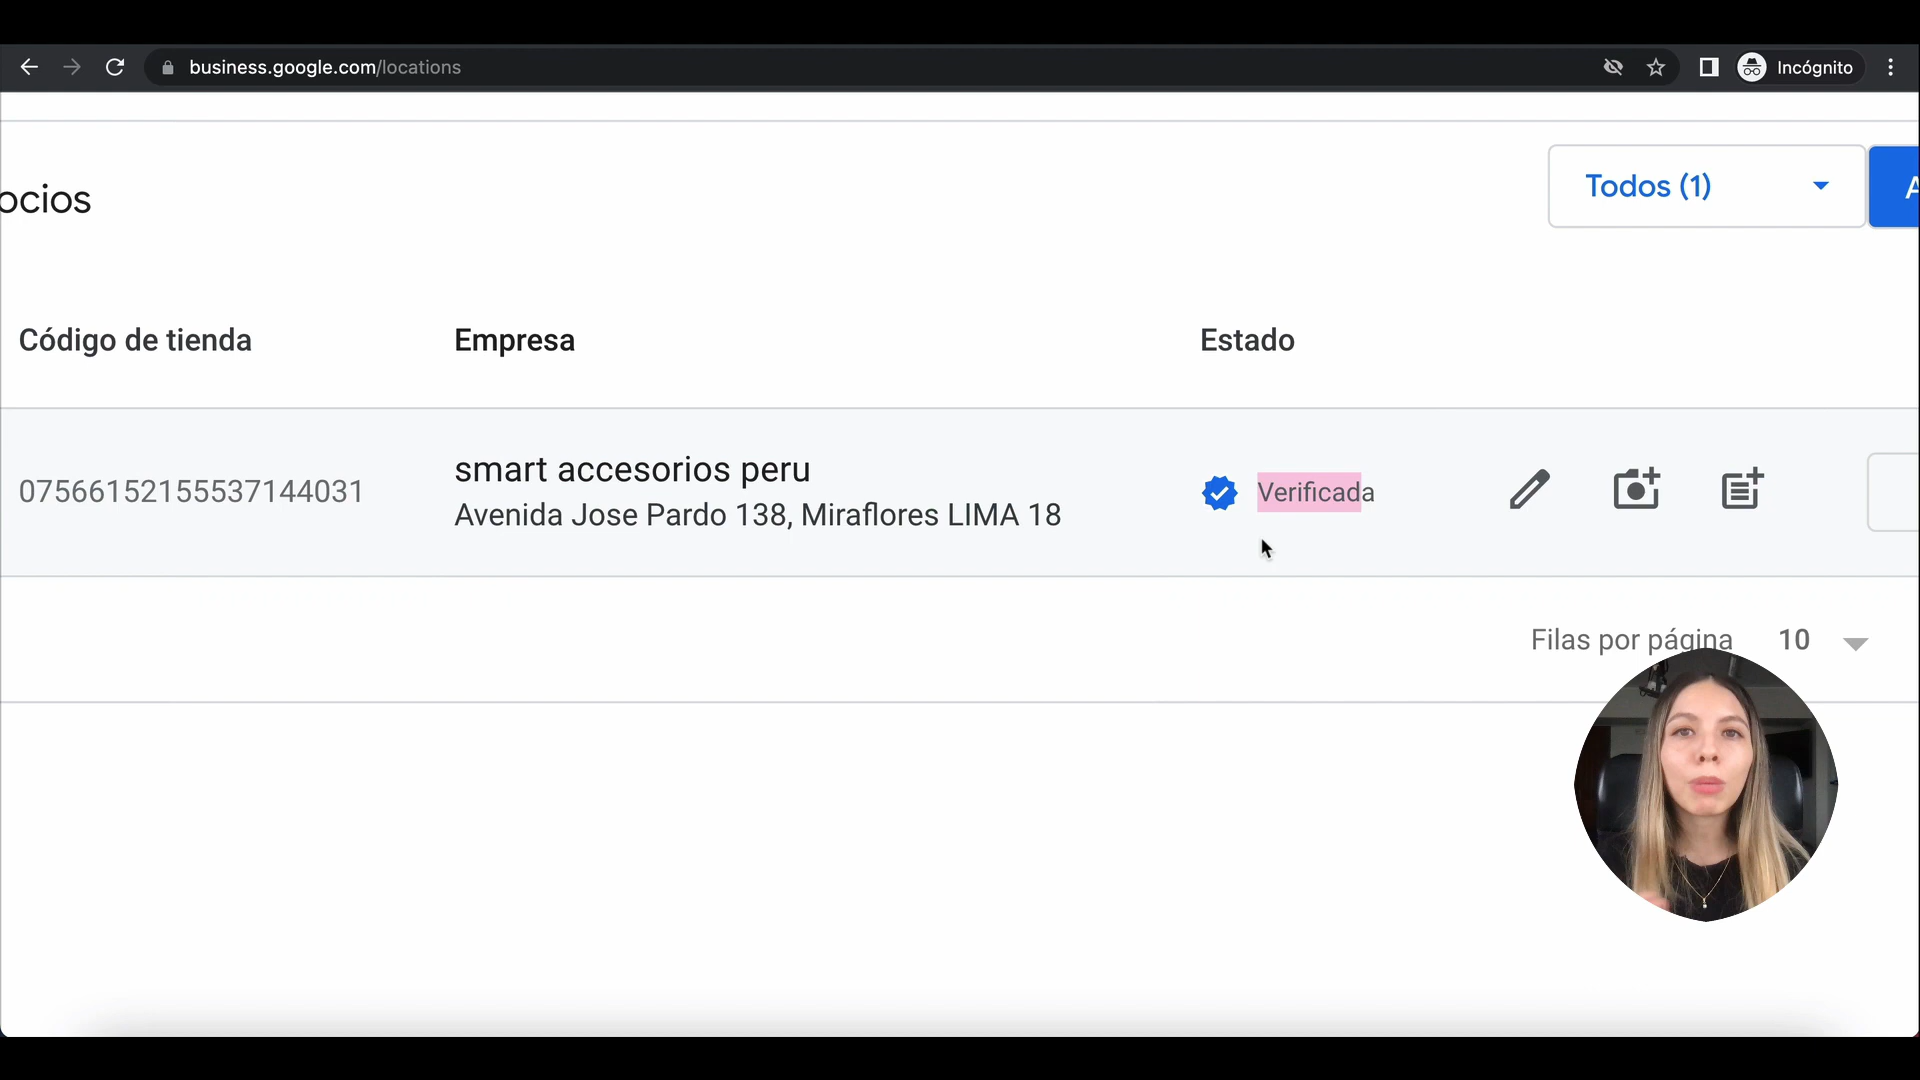 business.google.com/locations
Incógnito
ocios
Todos (1)
A
Código de tienda
Empresa
Estado
07566152155537144031
smart accesorios peru
Avenida Jose Pardo 138, Miraflores LIMA 18
Verificada
Filas por página
10